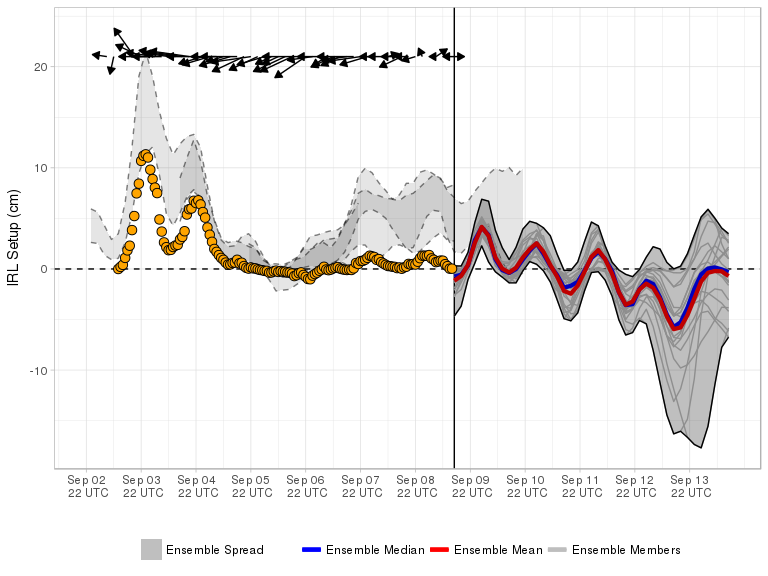 IRL Setup (cm)
20
10
0
-10
Sep 02 Sep 03 Sep 04 Sep 05 Sep 06 Sep 07 Sep 08 Sep 09 Sep 10 Sep 11 Sep 12 Sep 13
22 UTC 22 UTC 22 UTC 22 UTC 22 UTC 22 UTC 22 UTC 22 UTC 22 UTC 22 UTC 22 UTC 22 UTC
Ensemble Spread Ensemble Median Ensemble Mean Ensemble Members